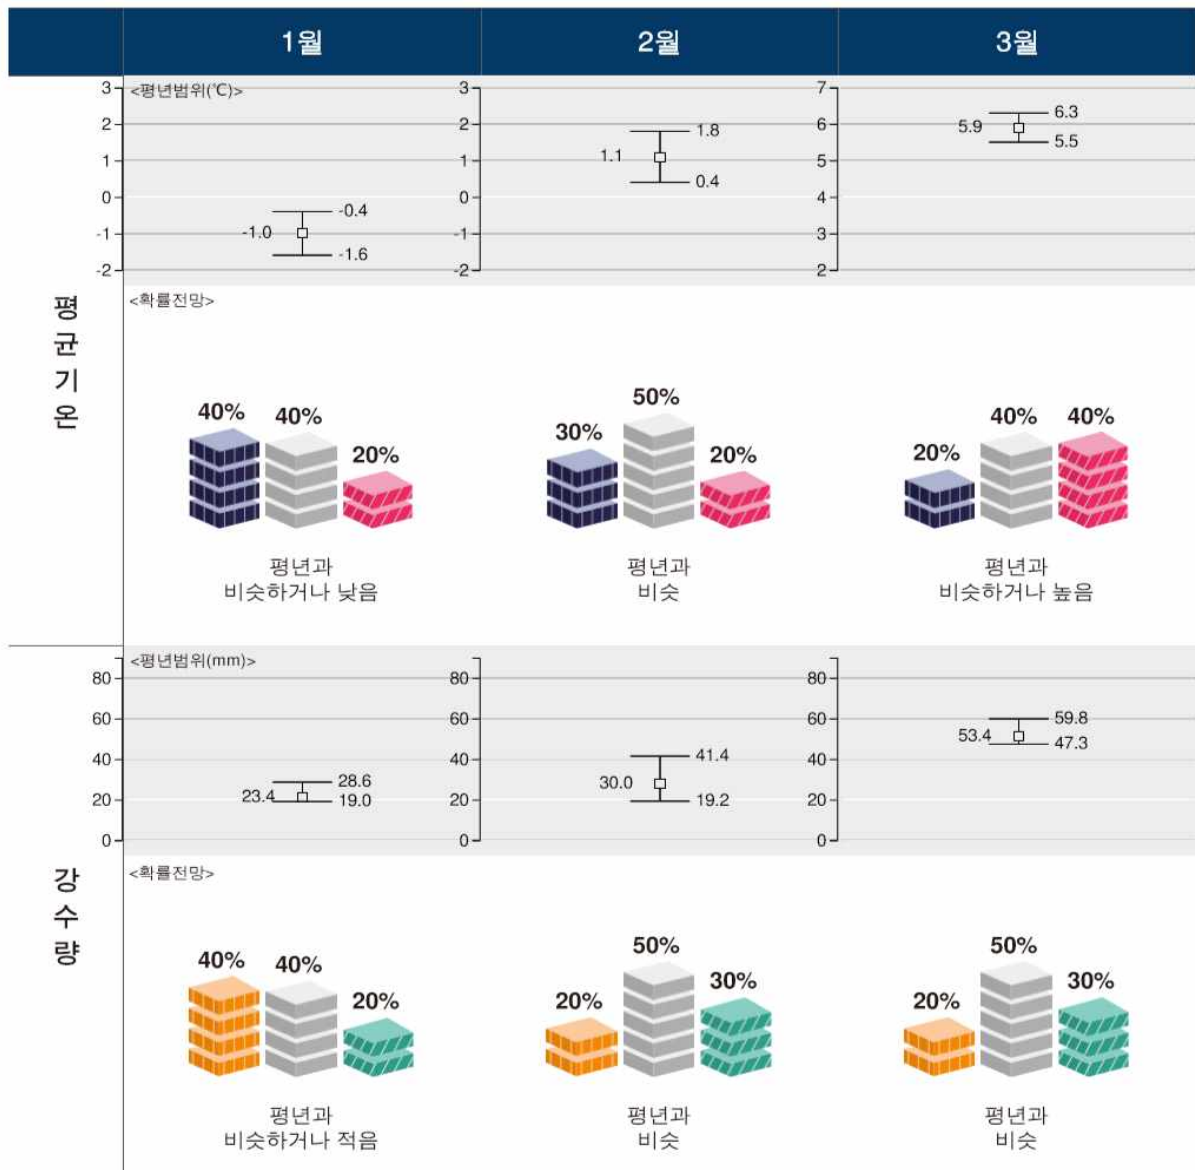 1월 2월 3월
평균기온
<평년범위(℃)>
3
2
1
0
-1
-2
-0.4
-1.0
-1.6
3
2
1
0
-1
-2
1.8
1.1
0.4
7
6
5
4
3
2
6.3
5.9
5.5
<확률전망>
40% 40% 20%
평년과
비슷하거나 낮음
30% 50% 20%
평년과
비슷
20% 40% 40%
평년과
비슷하거나 높음
강수량
<평년범위(mm)>
80
60
40
20
0
28.6
23.4
19.0
80
60
40
20
0
41.4
30.0
19.2
80
60
40
20
0
59.8
53.4
47.3
<확률전망>
40% 40% 20%
평년과
비슷하거나 적음
20% 50% 30%
평년과
비슷
20% 50% 30%
평년과
비슷